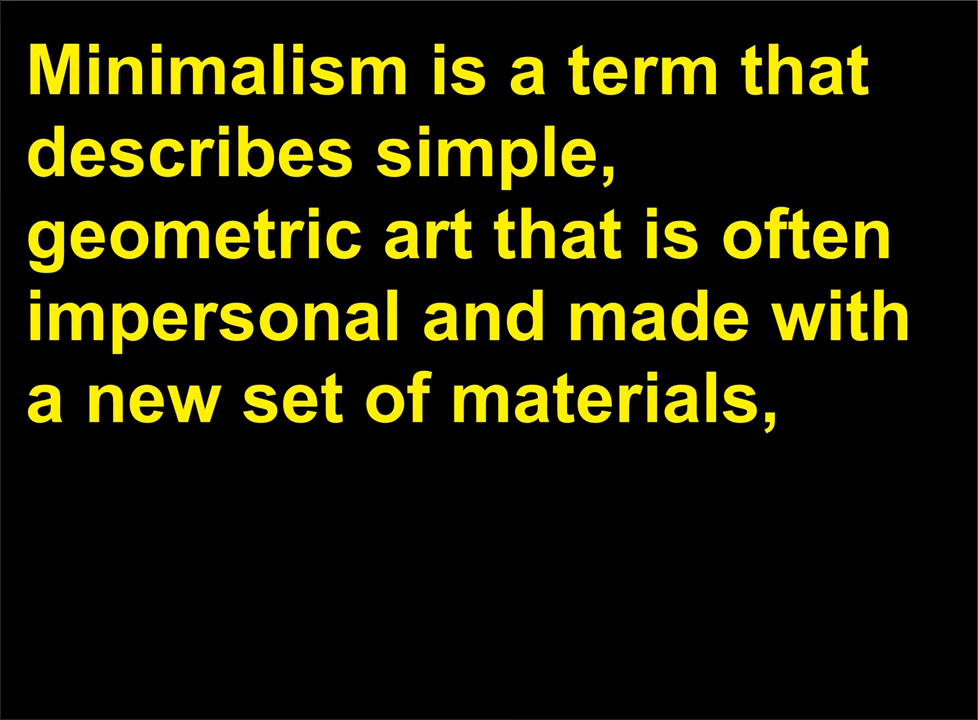 Minimalism is a term that
describes simple,
geometric art that is often
impersonal and made with
a new set of materials,